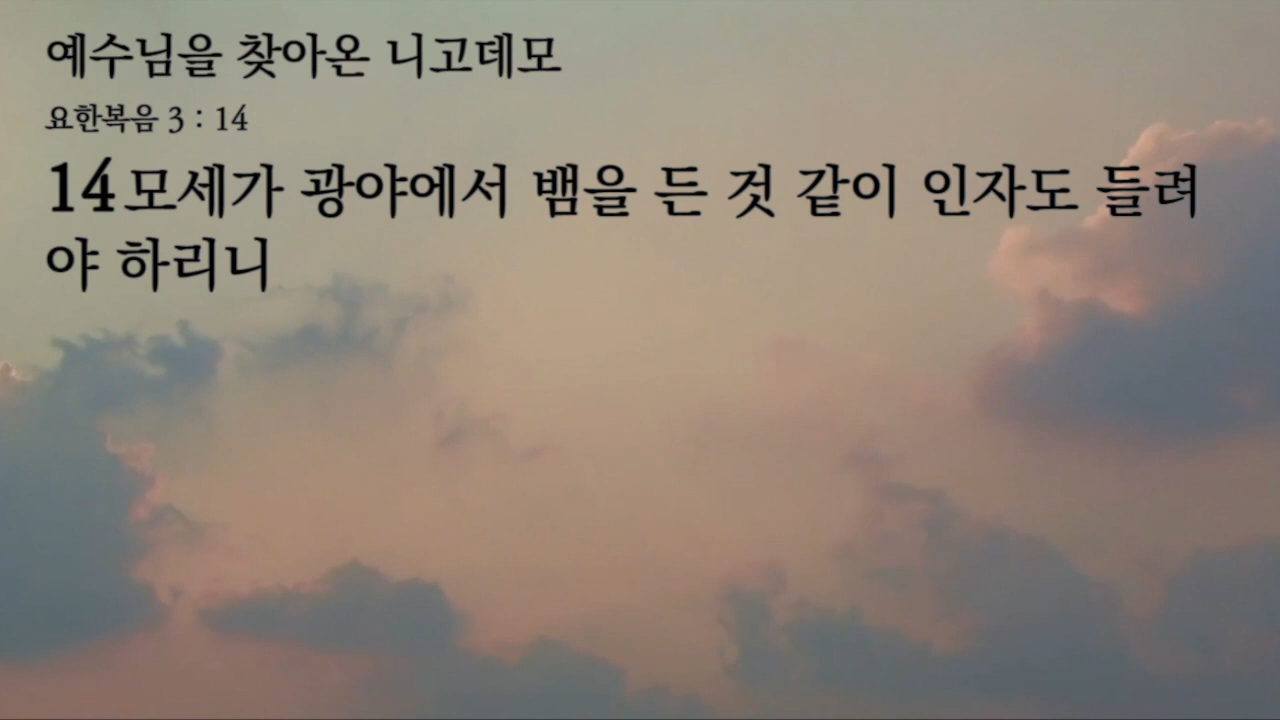 예수님을 찾아온 니고데모
요한복음 3 : 14
14 모세가 광야에서 뱀을 든 것 같이 인자도 들려
야 하리니